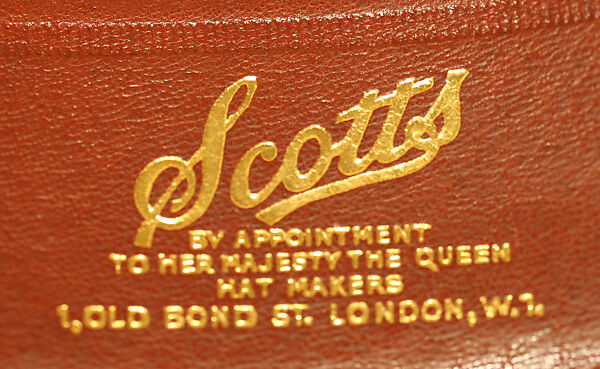 Scotts
BY APPOINTMENT
TO HER MAJESTY THE QUEEN
HAT MAKERS
1, OLD BOND ST. LONDON, W.1.